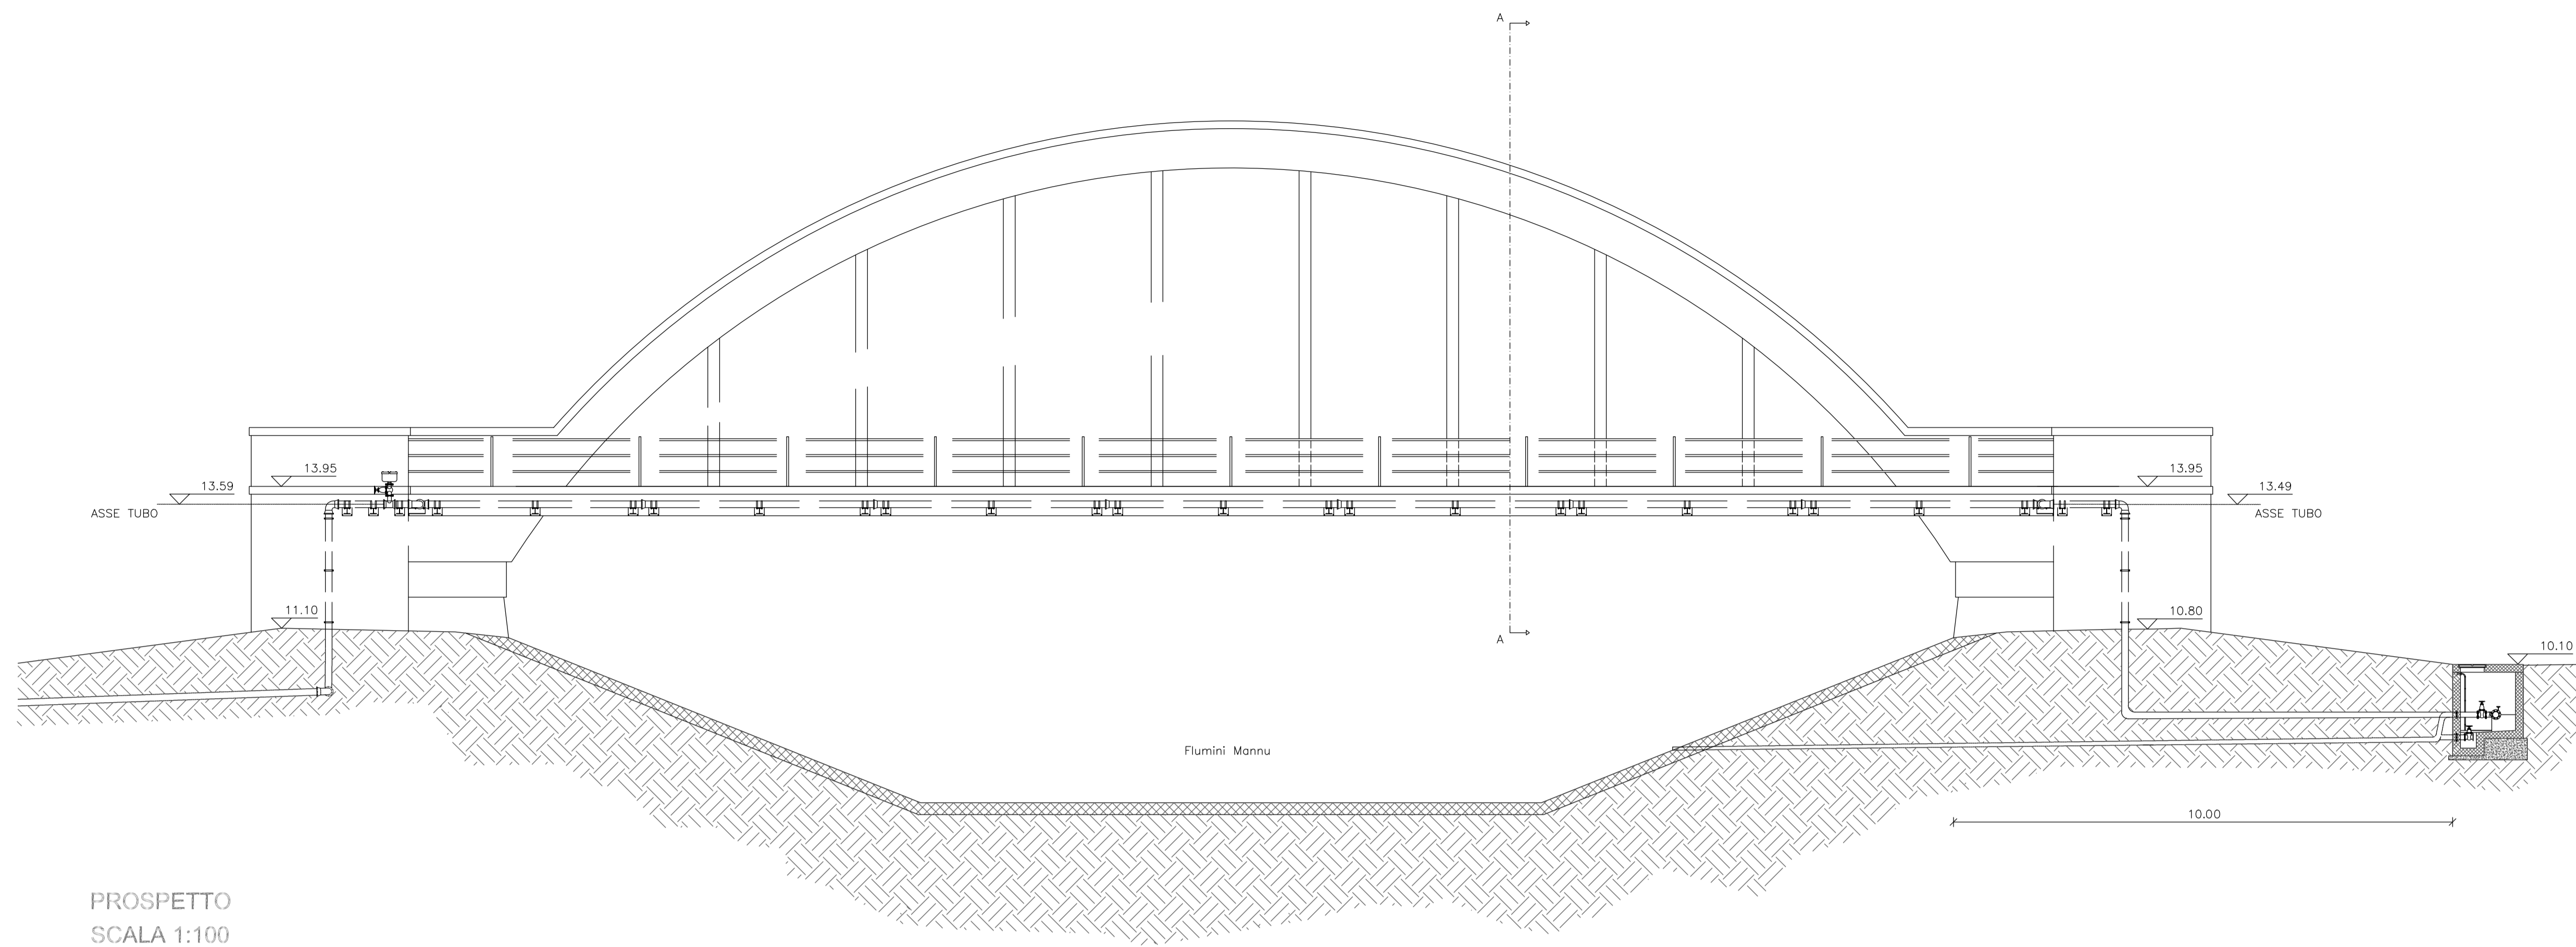 A
13.95
13.95
13.59
13.49
ASSE TUBO
ASSE TUBO
11.10
10.80
A
10.10
Flumini Mannu
10.00
PROSPETTO
SCALA 1:100